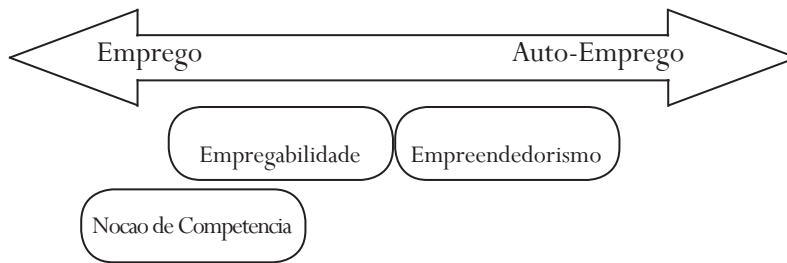 Emprego Auto-Emprego
Empregabilidade Empreendedorismo
Nocao de Competencia